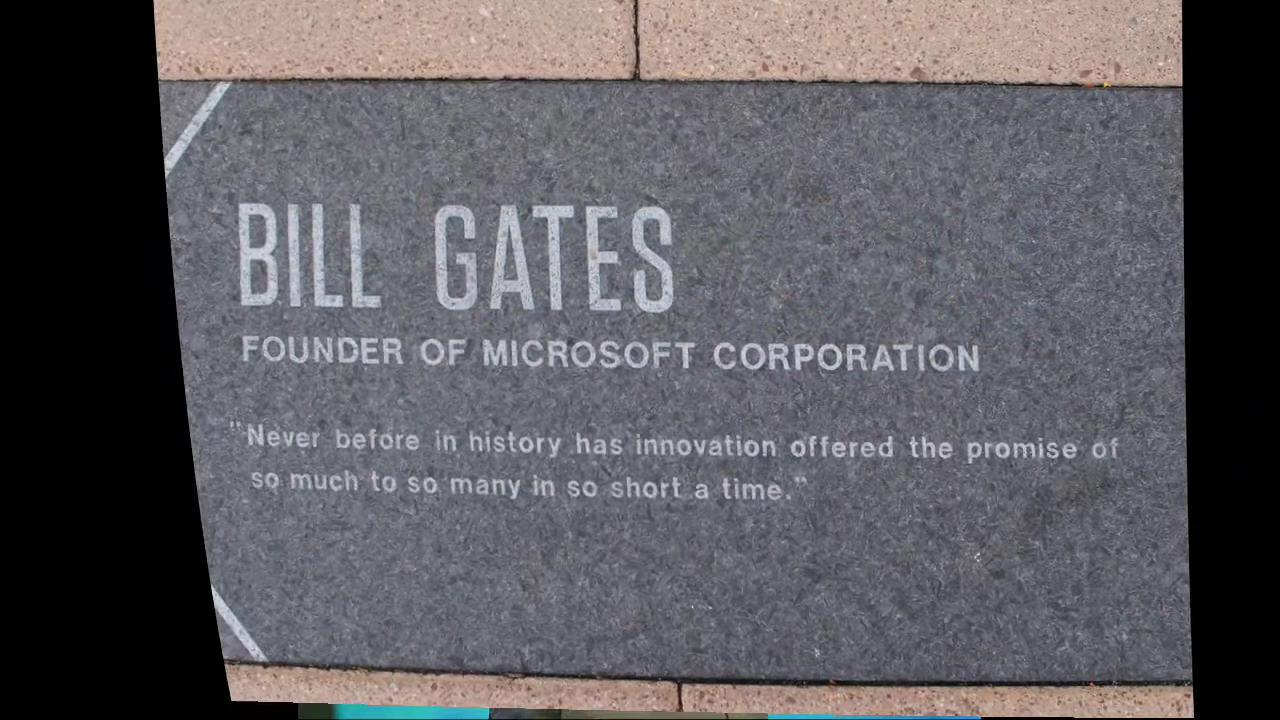 BILL GATES
FOUNDER OF MICROSOFT CORPORATION
"Never before in history has innovation offered the promise of
so much to so many in so short a time."